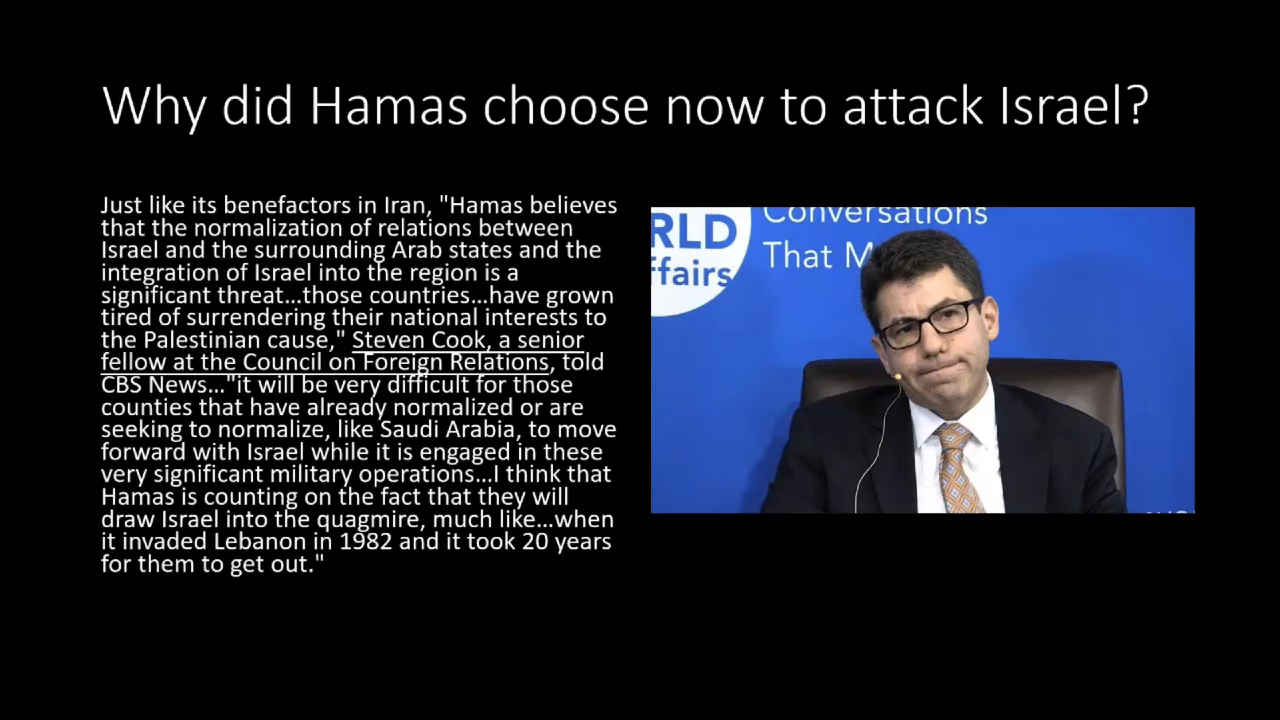 Why did Hamas choose now to attack Israel?
Just like its benefactors in Iran, "Hamas believes
that the normalization of relations between
Israel and the surrounding Arab states and the
integration of Israel into the region is a
significant threat…those countries…have grown
tired of surrendering their national interests to
the Palestinian cause," Steven Cook, a senior
fellow at the Council on Foreign Relations, told
CBS News…"it will be very difficult for those
counties that have already normalized or are
seeking to normalize, like Saudi Arabia, to move
forward with Israel while it is engaged in these
very significant military operations…I think that
Hamas is counting on the fact that they will
draw Israel into the quagmire, much like…when
it invaded Lebanon in 1982 and it took 20 years
for them to get out."
RLD
ffairs
Conversations
That M